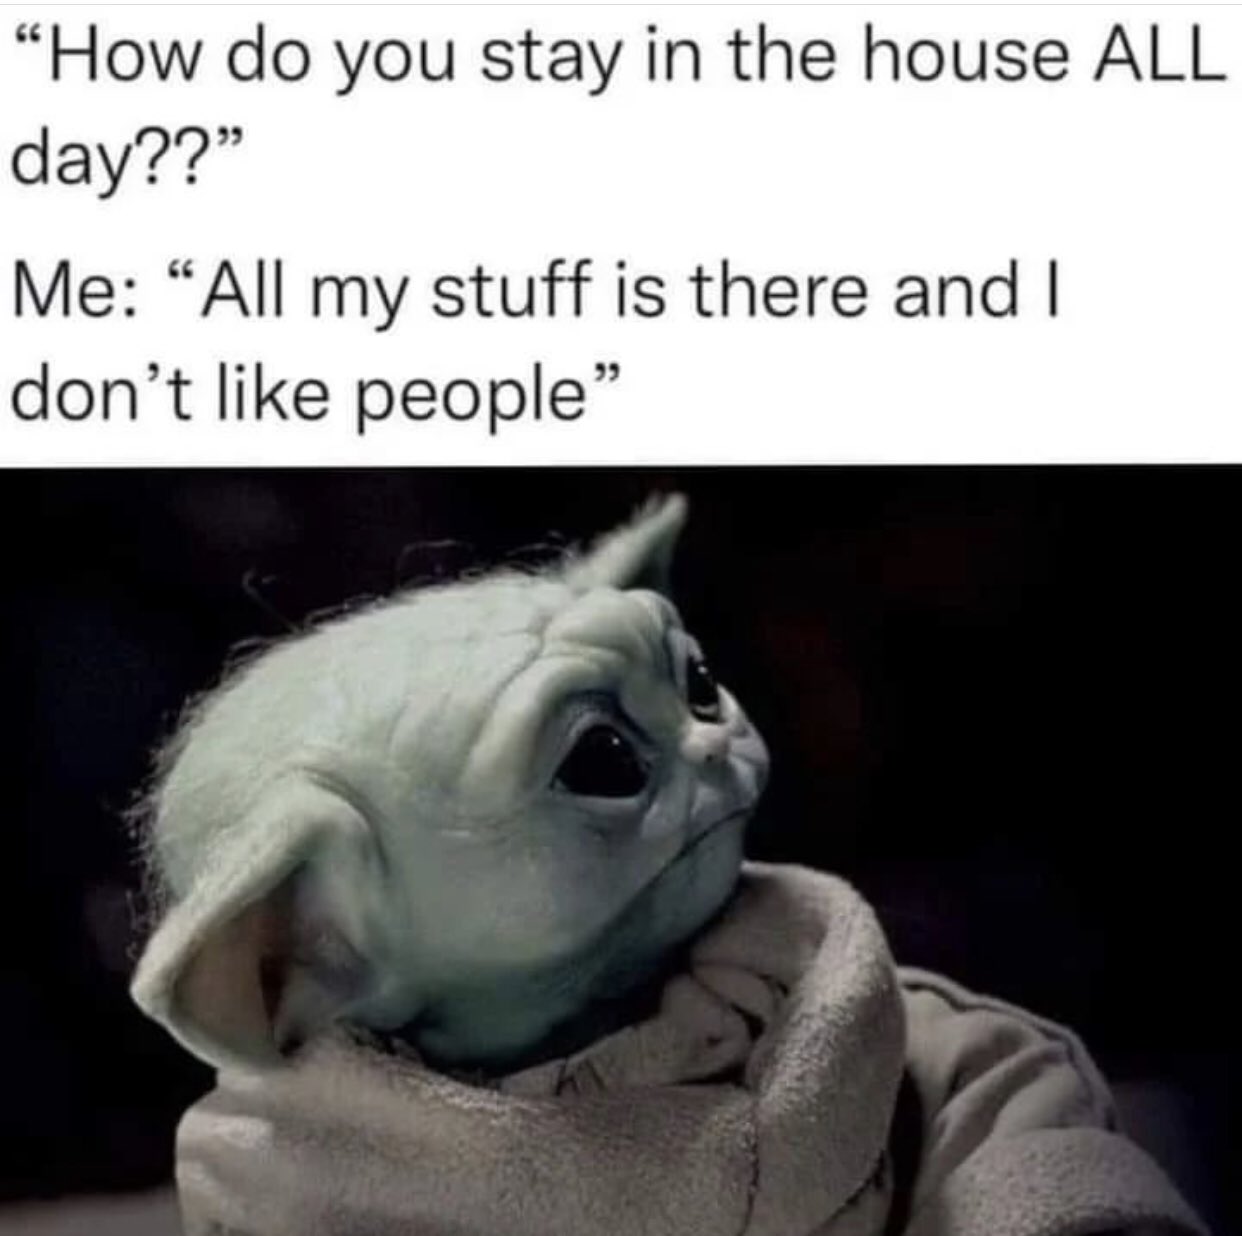 “How do you stay in the house ALL
day??”
Me: “All my stuff is there and I
don’t like people”